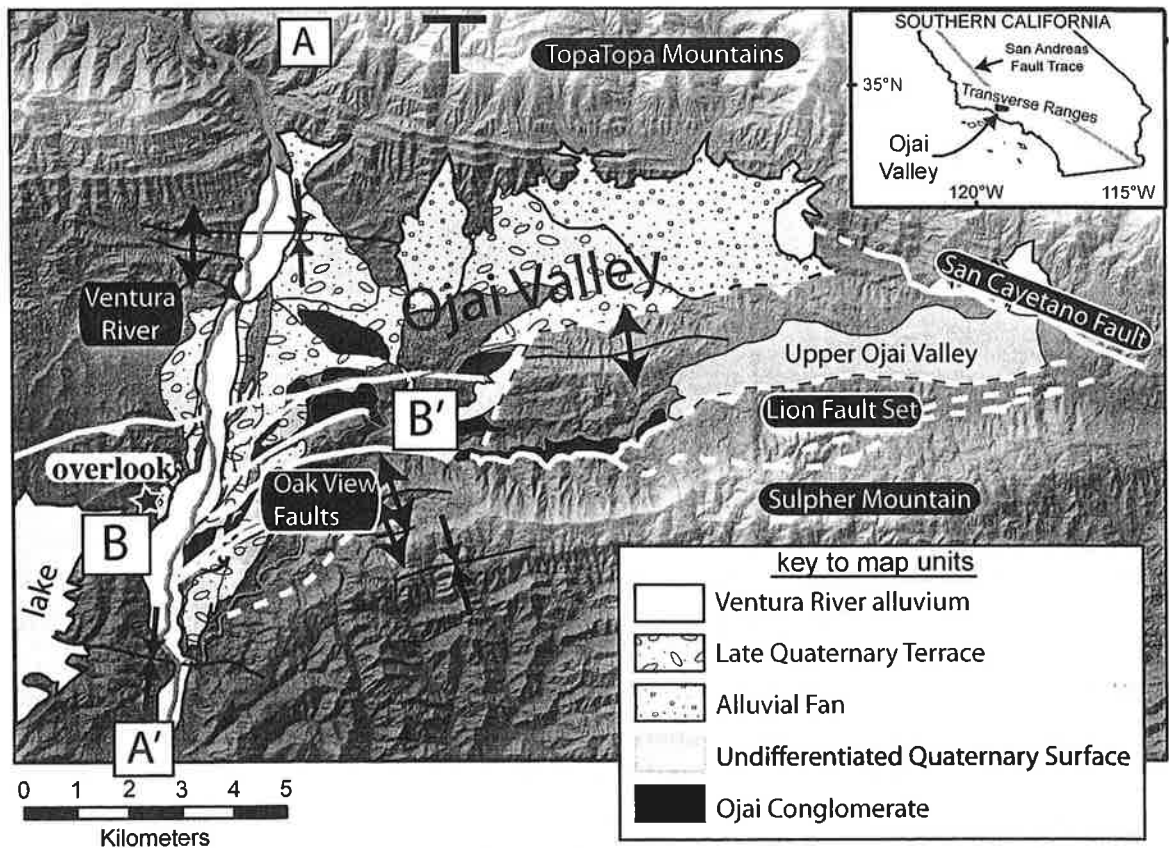 A
T
TopaTopa Mountains
SOUTHERN CALIFORNIA
San Andreas
Fault Trace
35°N
Transverse Ranges
Ojai
Valley
120°W
115°W
Ventura
River
Ojai Valley
San Cayetano Fault
Upper Ojai Valley
B'
Lion Fault Set
overlook
Oak View
Faults
Sulpher Mountain
B
lake
A'
0 1 2 3 4 5
Kilometers
key to map units
Ventura River alluvium
Late Quaternary Terrace
Alluvial Fan
Undifferentiated Quaternary Surface
Ojai Conglomerate